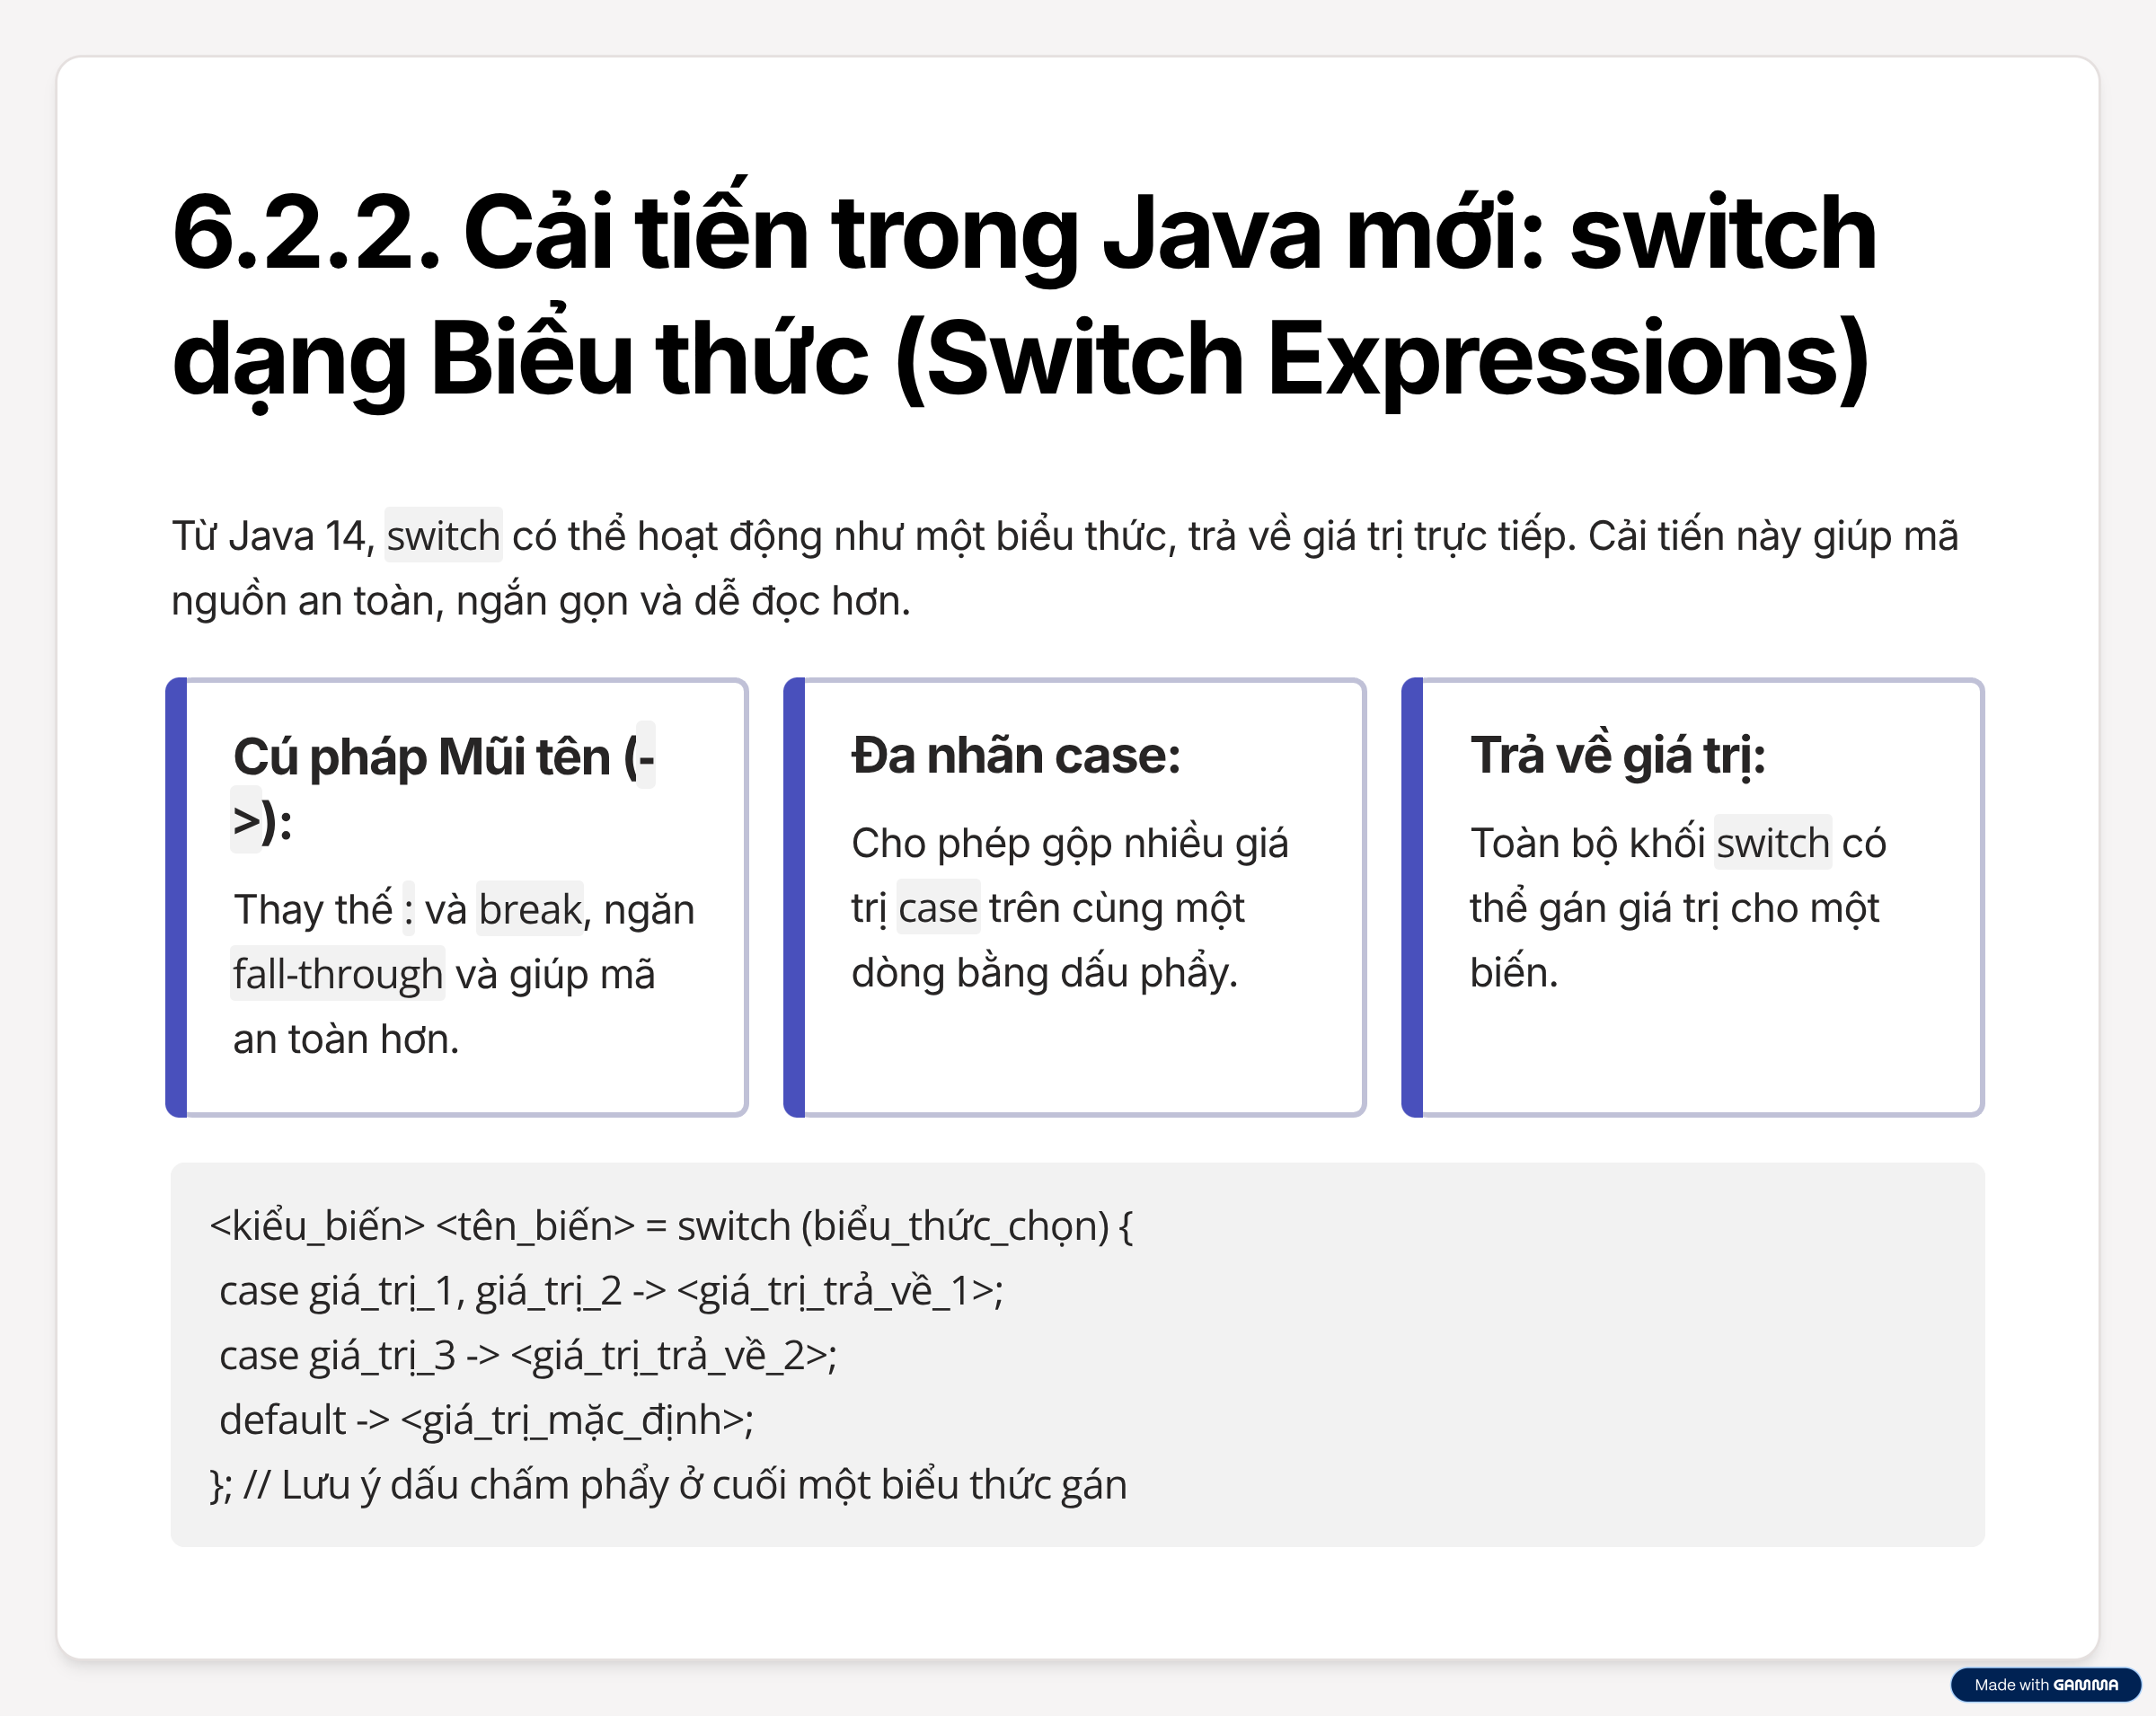 6.2.2. Cải tiến trong Java mới: switch
dạng Biểu thức (Switch Expressions)
Từ Java 14, switch có thể hoạt động như một biểu thức, trả về giá trị trực tiếp. Cải tiến này giúp mã
nguồn an toàn, ngắn gọn và dễ đọc hơn.
Cú pháp Mũi tên (-
>):
Thay thế : và break, ngăn
fall-through và giúp mã
an toàn hơn.
Đa nhãn case:
Cho phép gộp nhiều giá
trị case trên cùng một
dòng bằng dấu phẩy.
Trả về giá trị:
Toàn bộ khối switch có
thể gán giá trị cho một
biến.
<kiểu_biến> <tên_biến> = switch (biểu_thức_chọn) {
case giá_trị_1, giá_trị_2 -> <giá_trị_trả_về_1>;
case giá_trị_3 -> <giá_trị_trả_về_2>;
default -> <giá_trị_mặc_định>;
}; // Lưu ý dấu chấm phẩy ở cuối một biểu thức gán
Made with GAMMA